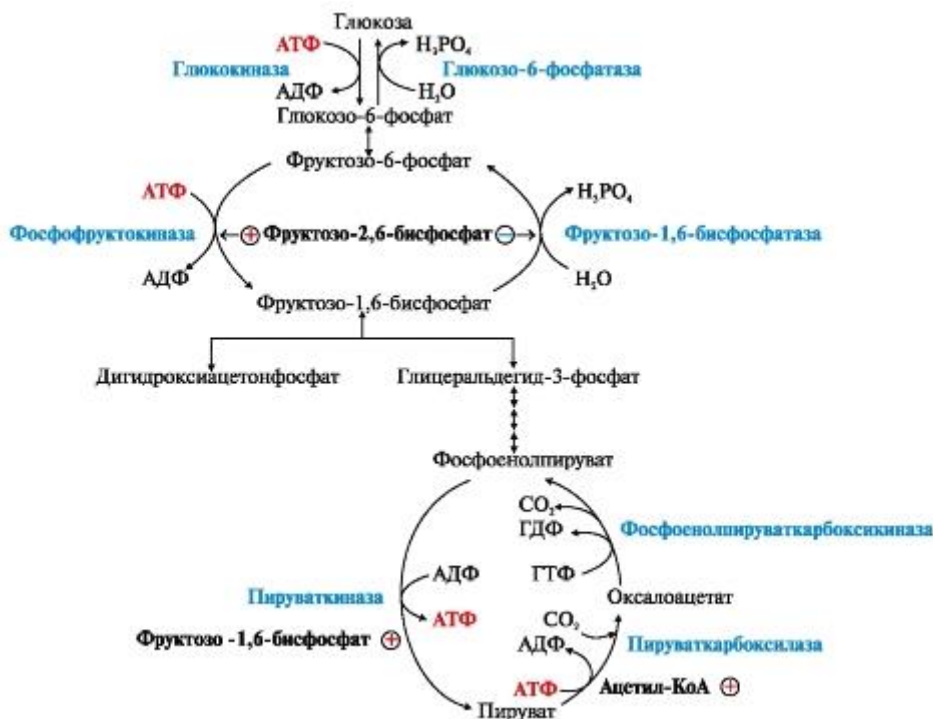 Глюкоза
АТФ
H₃PO₄
Глюкокиназа
Глюкозо-6-фосфатаза
АДФ
H₂O
Глюкозо-6-фосфат
Фруктозо-6-фосфат
АТФ
H₃PO₄
Фосфофруктокиназа
+ Фруктозо-2,6-бисфосфат −
Фруктозо-1,6-бисфосфатаза
АДФ
H₂O
Фруктозо-1,6-бисфосфат
Дигидроксиацетонфосфат
Глицеральдегид-3-фосфат
Фосфоенолпируват
CO₂
ГДФ
Фосфоенолпируваткарбоксикиназа
АДФ
ГТФ
Пируваткиназа
Оксалоацетат
АТФ
CO₂
Фруктозо -1,6-бисфосфат +
АДФ
Пируваткарбоксилаза
АТФ
Ацетил-КоА +
Пируват